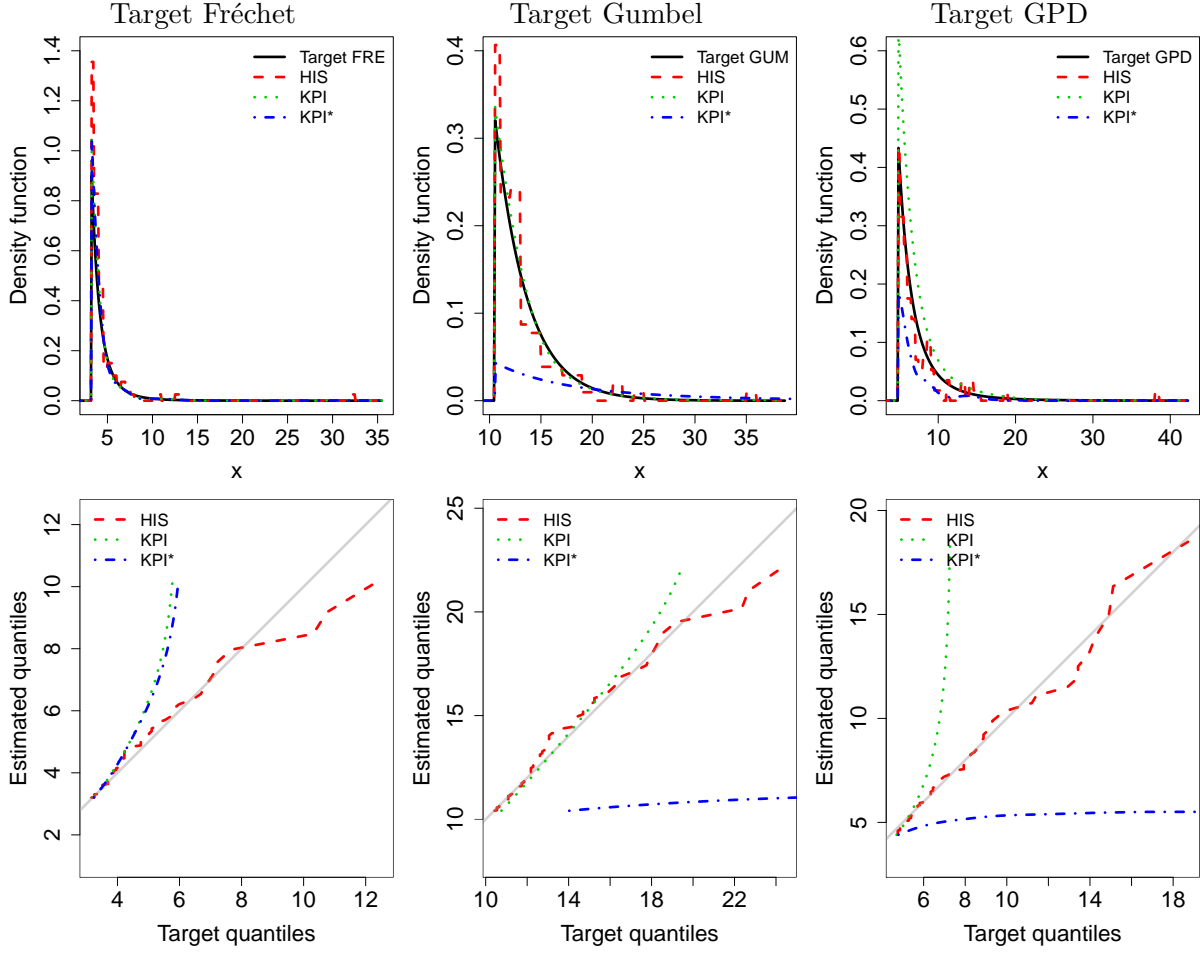 Target Fréchet
Target Gumbel
Target GPD
Density function
0.0 0.2 0.4 0.6 0.8 1.0 1.2 1.4
Target FRE
HIS
KPI
KPI*
5 10 15 20 25 30 35
x
Density function
0.0 0.1 0.2 0.3 0.4
Target GUM
HIS
KPI
KPI*
10 15 20 25 30 35
x
Density function
0.0 0.1 0.2 0.3 0.4 0.5 0.6
Target GPD
HIS
KPI
KPI*
10 20 30 40
x
Estimated quantiles
2 4 6 8 10 12
HIS
KPI
KPI*
4 6 8 10 12
Target quantiles
Estimated quantiles
10 15 20 25
HIS
KPI
KPI*
10 14 18 22
Target quantiles
Estimated quantiles
5 10 15 20
HIS
KPI
KPI*
6 8 10 14 18
Target quantiles